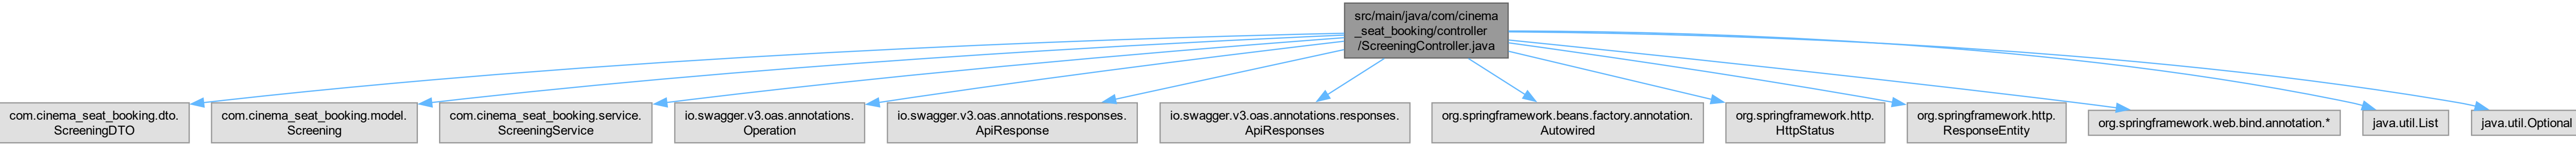 src/main/java/com/cinema
_seat_booking/controller
/ScreeningController.java
com.cinema_seat_booking.dto.
ScreeningDTO
com.cinema_seat_booking.model.
Screening
com.cinema_seat_booking.service.
ScreeningService
io.swagger.v3.oas.annotations.
Operation
io.swagger.v3.oas.annotations.responses.
ApiResponse
io.swagger.v3.oas.annotations.responses.
ApiResponses
org.springframework.beans.factory.annotation.
Autowired
org.springframework.http.
HttpStatus
org.springframework.http.
ResponseEntity
org.springframework.web.bind.annotation.*
java.util.List
java.util.Optional